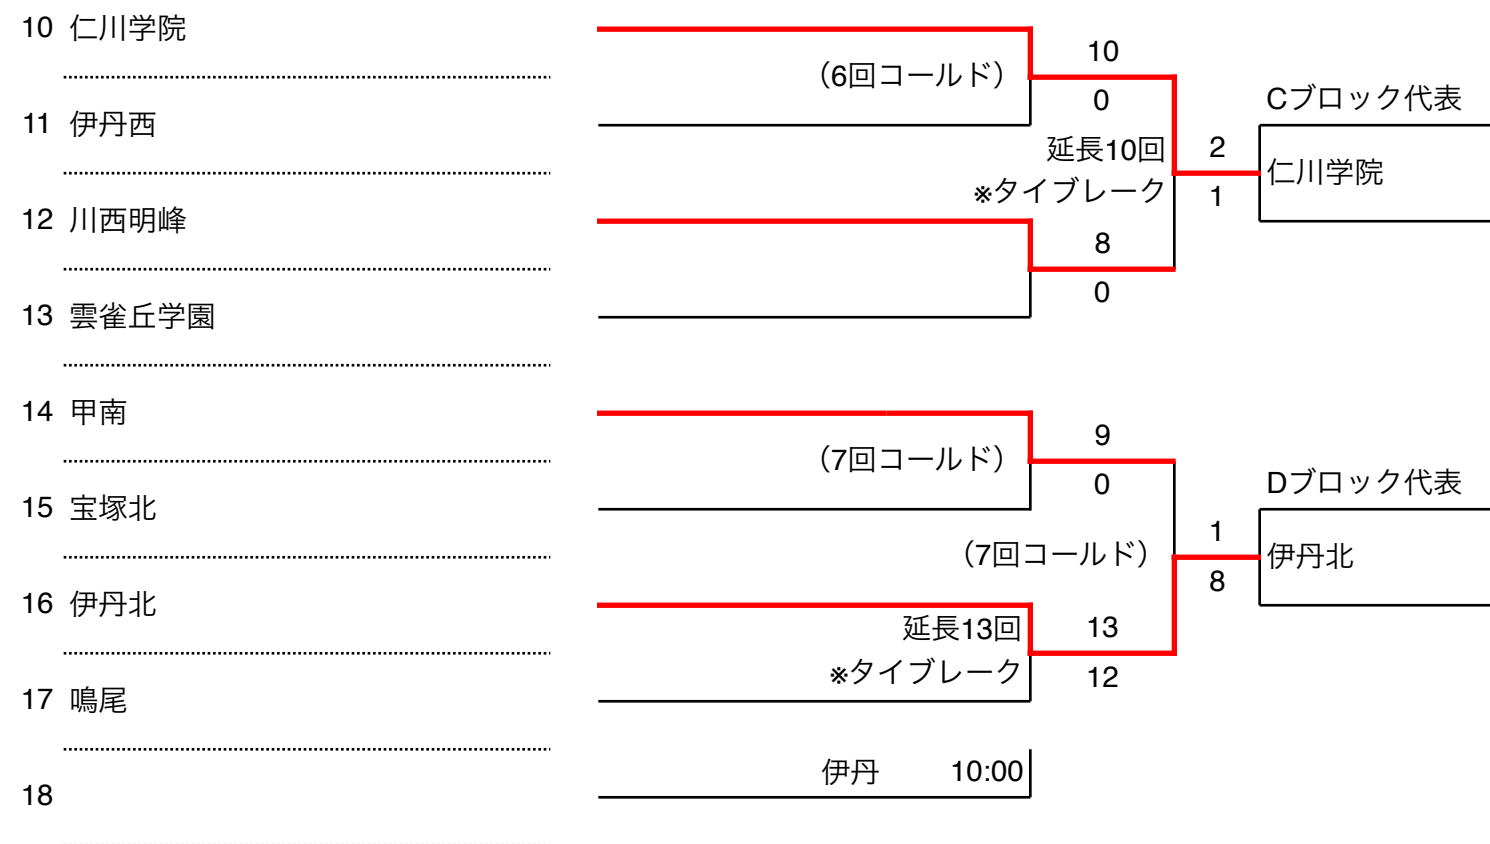 10 仁川学院
10
（6回コールド）
0
Cブロック代表
11 伊丹西
延長10回
2
仁川学院
※タイブレーク
1
12 川西明峰
8
0
13 雲雀丘学園
14 甲南
9
（7回コールド）
0
Dブロック代表
15 宝塚北
1
（7回コールド）
伊丹北
8
16 伊丹北
延長13回
13
※タイブレーク
12
17 鳴尾
伊丹 10:00
18